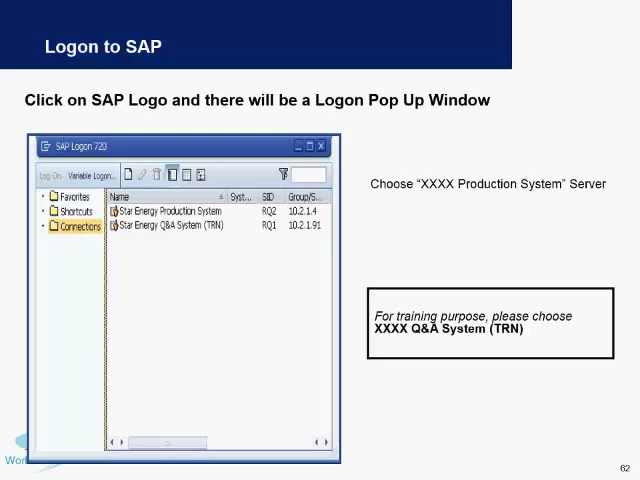 Logon to SAP
Click on SAP Logo and there will be a Logon Pop Up Window
SAP Logon 720
Log On Variable Logon...
Favorites
Shortcuts
Connections
Name Syst... SID Group/S...
Star Energy Production System RQ2 10.2.1.4
Star Energy Q&A System (TRN) RQ1 10.2.1.91
Choose “XXXX Production System” Server
For training purpose, please choose
XXXX Q&A System (TRN)
62